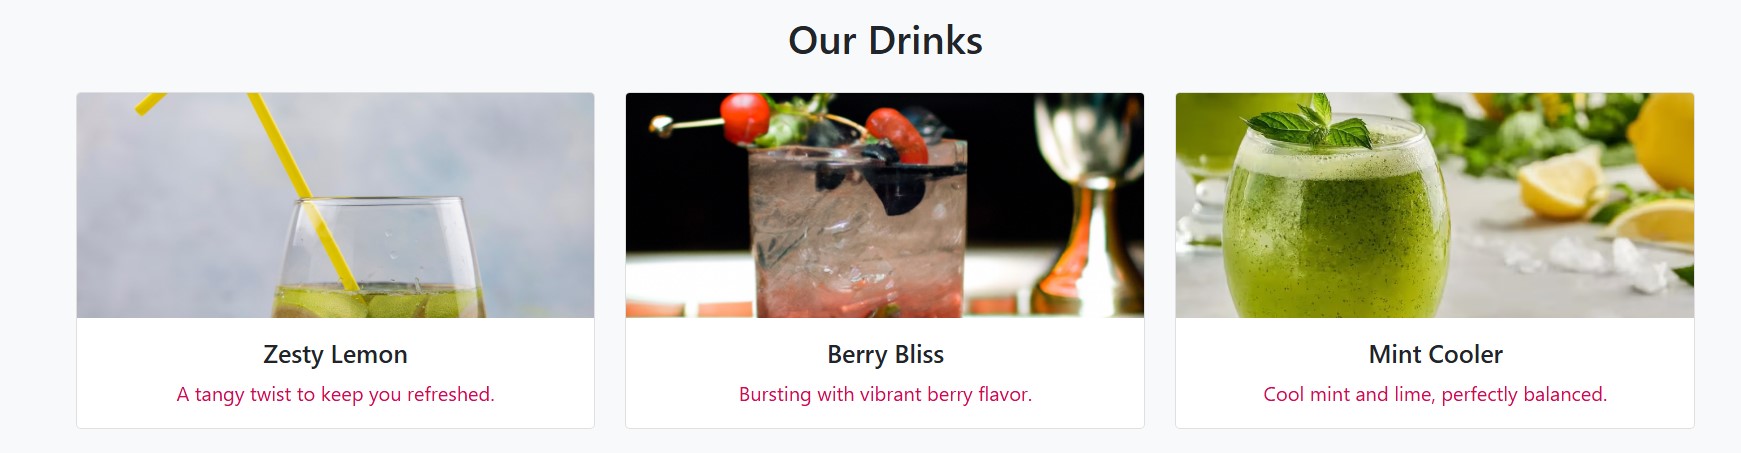 Our Drinks
Zesty Lemon
A tangy twist to keep you refreshed.
Berry Bliss
Bursting with vibrant berry flavor.
Mint Cooler
Cool mint and lime, perfectly balanced.